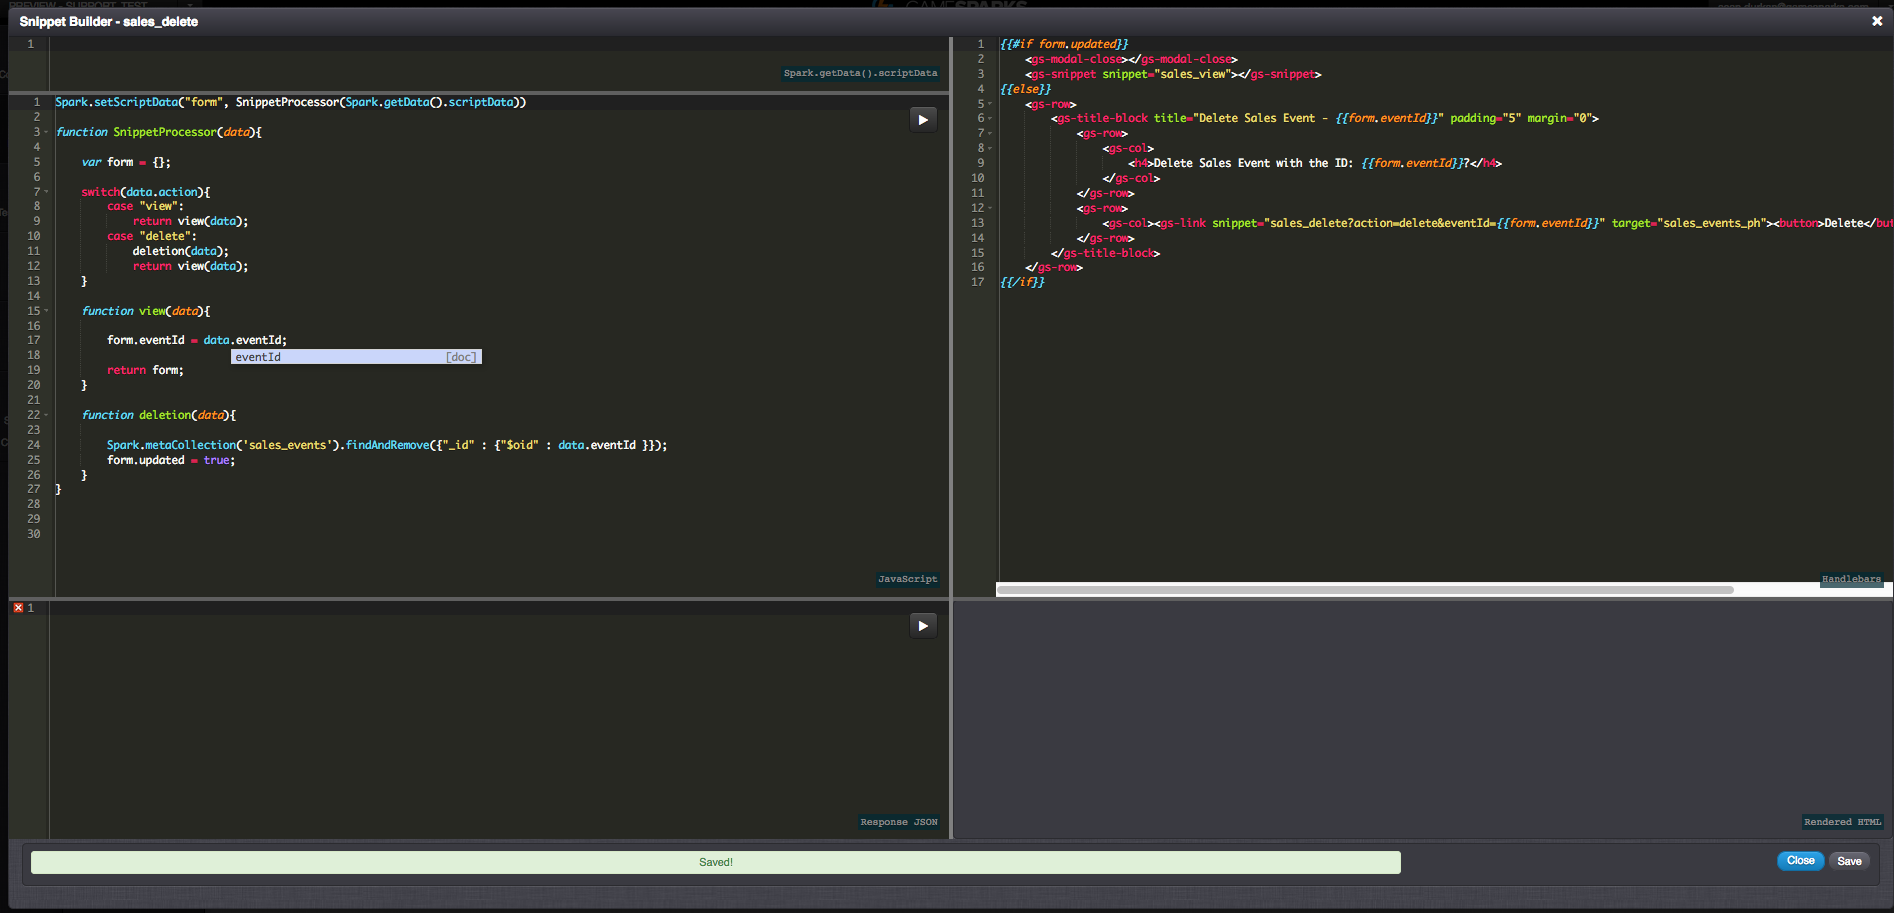 PREVIEW - SUPPORT_TEST
GAMESPARKS
Snippet Builder - sales_delete
1
Spark.getData().scriptData
1 Spark.setScriptData("form", SnippetProcessor(Spark.getData().scriptData))
2
3 function SnippetProcessor(data){
4
5 var form = {};
6
7 switch(data.action){
8 case "view":
9 return view(data);
10 case "delete":
11 deletion(data);
12 return view(data);
13 }
14
15 function view(data){
16
17 form.eventId = data.eventId;
18 eventId [doc]
19 return form;
20 }
21
22 function deletion(data){
23
24 Spark.metaCollection('sales_events').findAndRemove({"_id" : {"$oid" : data.eventId }});
25 form.updated = true;
26 }
27 }
28
29
30
JavaScript
1
Response JSON
1 {{#if form.updated}}
2 <gs-modal-close></gs-modal-close>
3 <gs-snippet snippet="sales_view"></gs-snippet>
4 {{else}}
5 <gs-row>
6 <gs-title-block title="Delete Sales Event - {{form.eventId}}" padding="5" margin="0">
7 <gs-row>
8 <gs-col>
9 <h4>Delete Sales Event with the ID: {{form.eventId}}?</h4>
10 </gs-col>
11 </gs-row>
12 <gs-row>
13 <gs-col><gs-link snippet="sales_delete?action=delete&eventId={{form.eventId}}" target="sales_events_ph"><button>Delete</but
14 </gs-row>
15 </gs-title-block>
16 </gs-row>
17 {{/if}}
Handlebars
Rendered HTML
Saved!
Close
Save